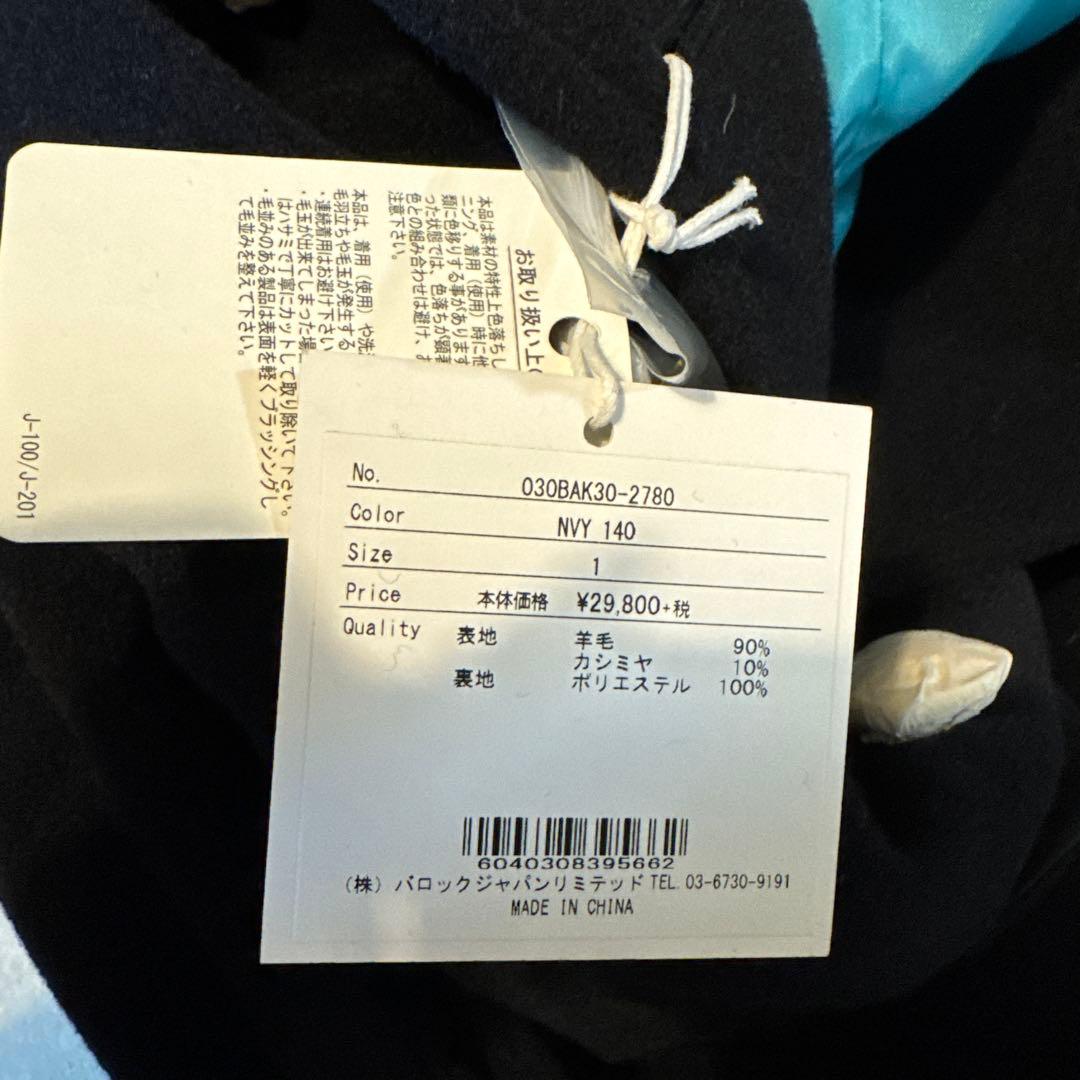 お取り扱い上
本品は素材の特性上色落ちし
ニング、着用(使用)時に他
類に色移りする事があります
った状態では、色落ちが顕著
色との組み合わせは避け、お
注意下さい。
本品は、着用(使用)や洗
毛羽立ちや毛玉が発生する
・連続着用はお避け下さい
・毛玉が出来てしまった場
はハサミで丁寧にカットして取り除いて下さい。
・毛並みのある製品は表面を軽くブラッシングし
て毛並みを整えて下さい。
J-100/J-201
No. 030BAK30-2780
Color NVY 140
Size 1
Price 本体価格 ¥29,800+税
Quality 表地 羊毛 90%
カシミヤ 10%
裏地 ポリエステル 100%
6040308395662
(株) バロックジャパンリミテッド TEL. 03-6730-9191
MADE IN CHINA